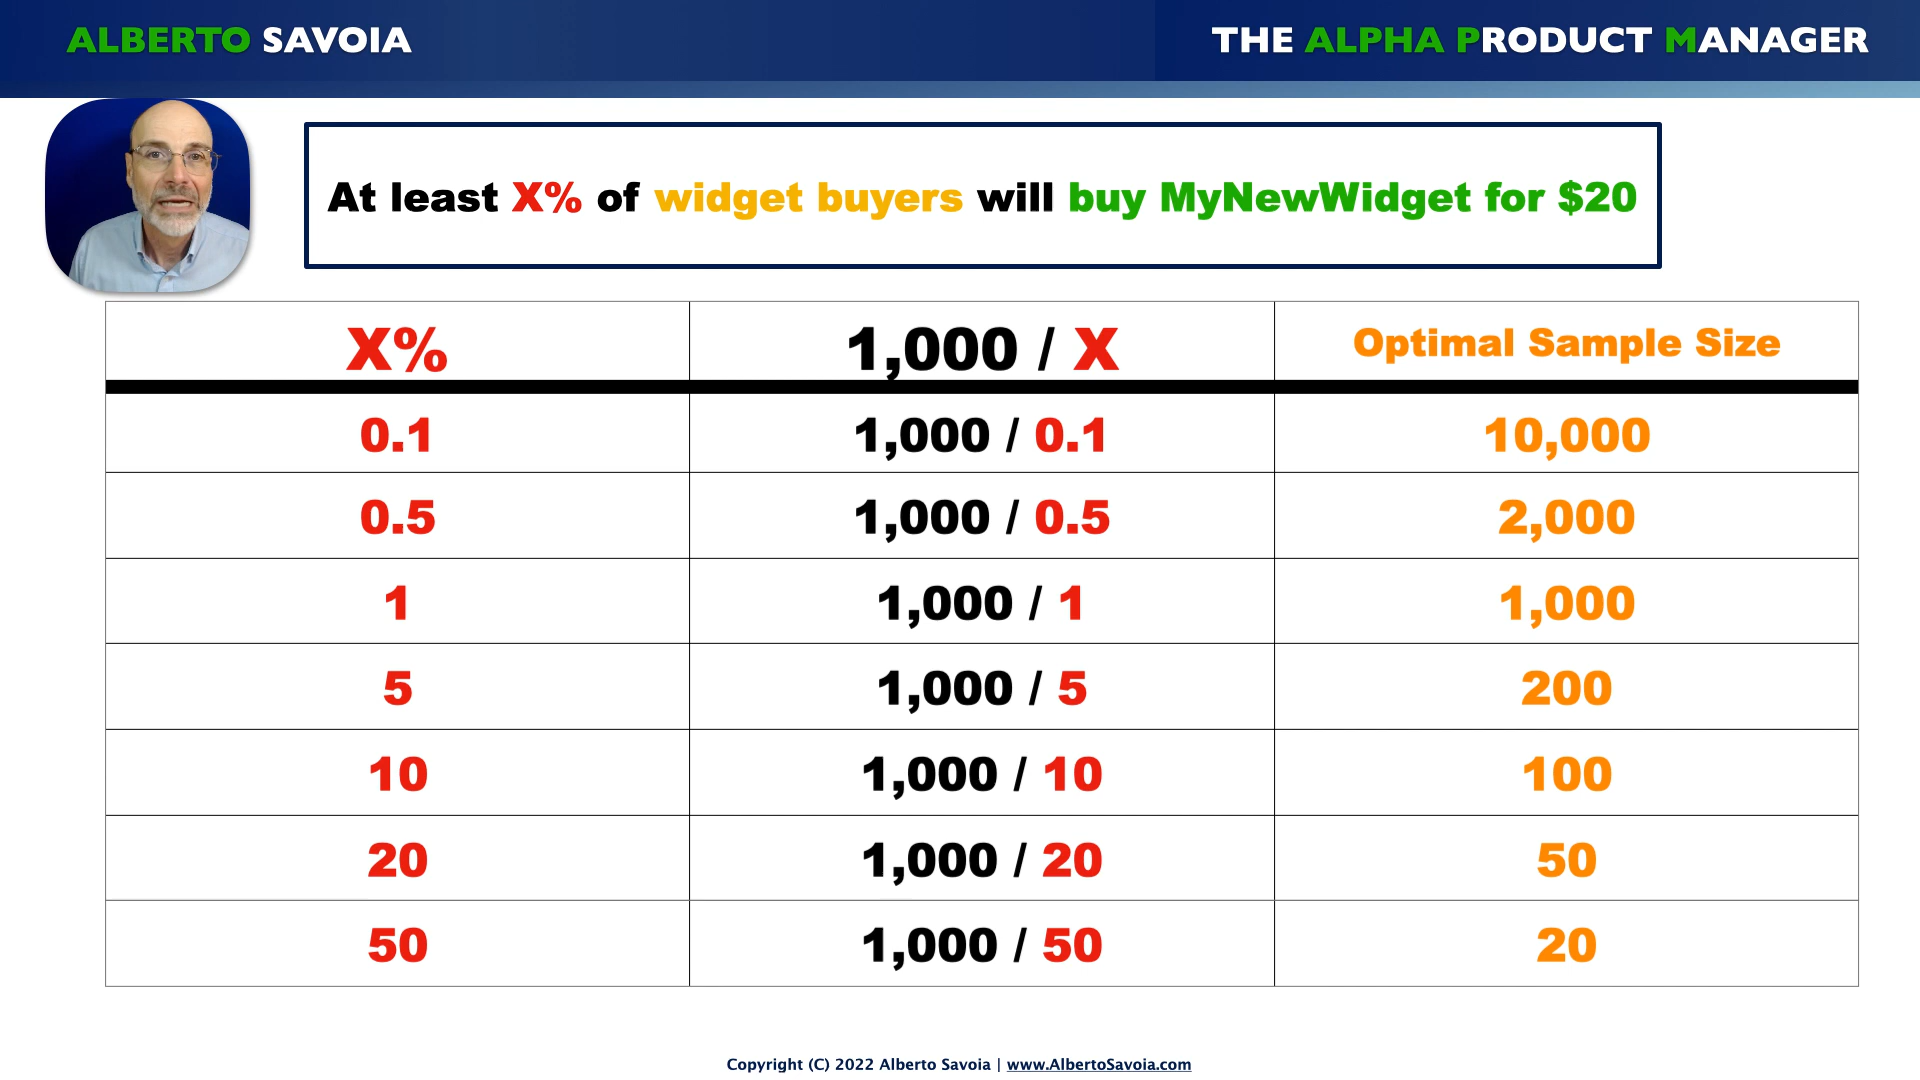 ALBERTO SAVOIA
THE ALPHA PRODUCT MANAGER
At least X% of widget buyers will buy MyNewWidget for $20
X% 1,000 / X Optimal Sample Size
0.1 1,000 / 0.1 10,000
0.5 1,000 / 0.5 2,000
1 1,000 / 1 1,000
5 1,000 / 5 200
10 1,000 / 10 100
20 1,000 / 20 50
50 1,000 / 50 20
Copyright (C) 2022 Alberto Savoia | www.AlbertoSavoia.com